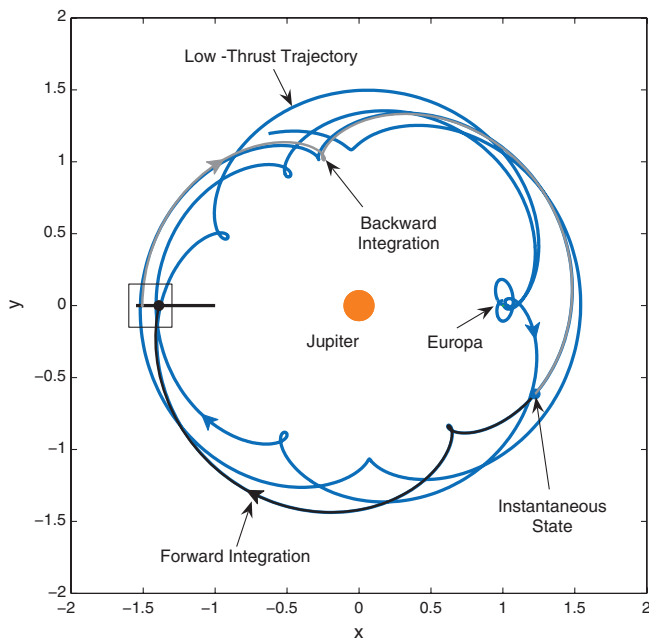 2
1.5
1
0.5
0
−0.5
−1
−1.5
−2
y
Low -Thrust Trajectory
Backward
Integration
Jupiter
Europa
Instantaneous
State
Forward Integration
−2 −1.5 −1 −0.5 0 0.5 1 1.5 2
x